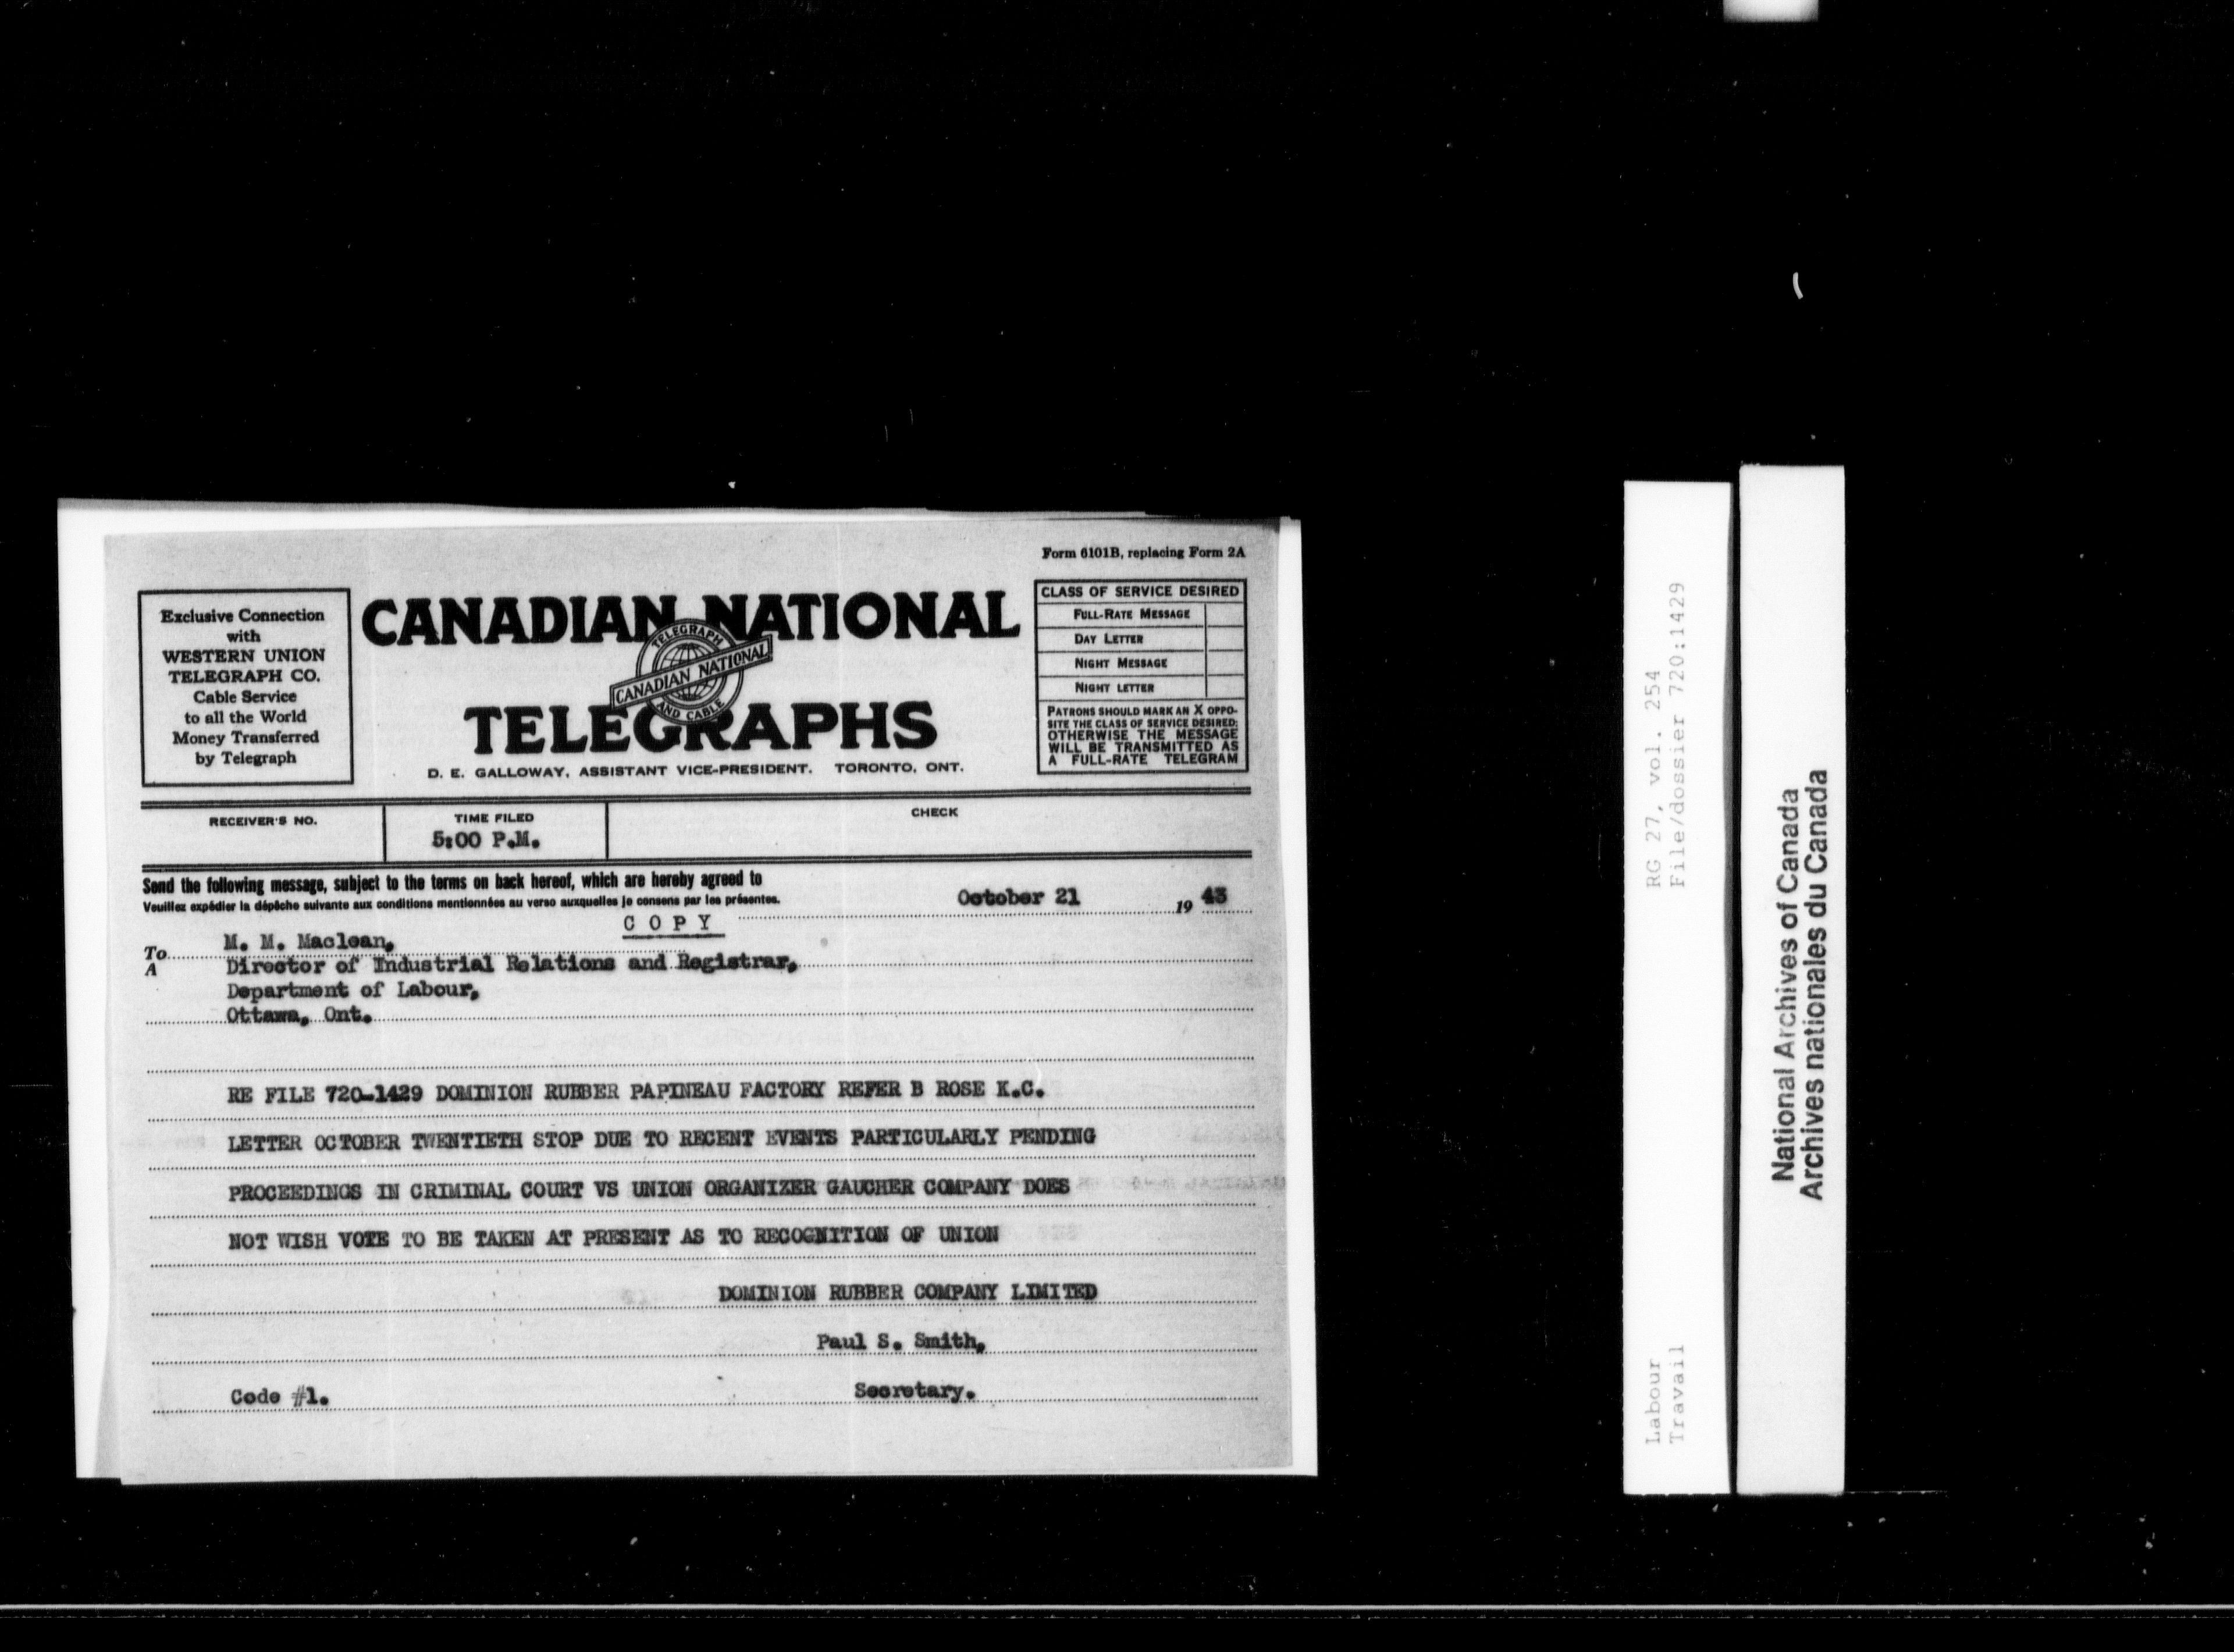 Form 6101B, replacing Form 2A
Exclusive Connection
with
WESTERN UNION
TELEGRAPH CO.
Cable Service
to all the World
Money Transferred
by Telegraph
CANADIAN NATIONAL
TELEGRAPH
CANADIAN NATIONAL
AND CABLE
TELEGRAPHS
D. E. GALLOWAY, ASSISTANT VICE-PRESIDENT, TORONTO, ONT.
CLASS OF SERVICE DESIRED
FULL-RATE MESSAGE
DAY LETTER
NIGHT MESSAGE
NIGHT LETTER
PATRONS SHOULD MARK AN X OPPO-
SITE THE CLASS OF SERVICE DESIRED;
OTHERWISE THE MESSAGE
WILL BE TRANSMITTED AS
A FULL-RATE TELEGRAM
RECEIVER'S NO.
TIME FILED
5:00 P.M.
CHECK
Send the following message, subject to the terms on back hereof, which are hereby agreed to
Veuillez expédier la dépêche suivante aux conditions mentionnées au verso auxquelles je consens par les présentes.
October 21 19 43
COPY
To M. M. Maclean,
A Director of Industrial Relations and Registrar,
Department of Labour,
Ottawa, Ont.
RE FILE 720-1429 DOMINION RUBBER PAPINEAU FACTORY REFER B ROSE K.C.
LETTER OCTOBER TWENTIETH STOP DUE TO RECENT EVENTS PARTICULARLY PENDING
PROCEEDINGS IN CRIMINAL COURT VS UNION ORGANIZER GAUCHER COMPANY DOES
NOT WISH VOTE TO BE TAKEN AT PRESENT AS TO RECOGNITION OF UNION
DOMINION RUBBER COMPANY LIMITED
Paul S. Smith,
Code #1. Secretary.
Labour RG 27, vol. 254
Travail File/dossier 720:1429
National Archives of Canada
Archives nationales du Canada